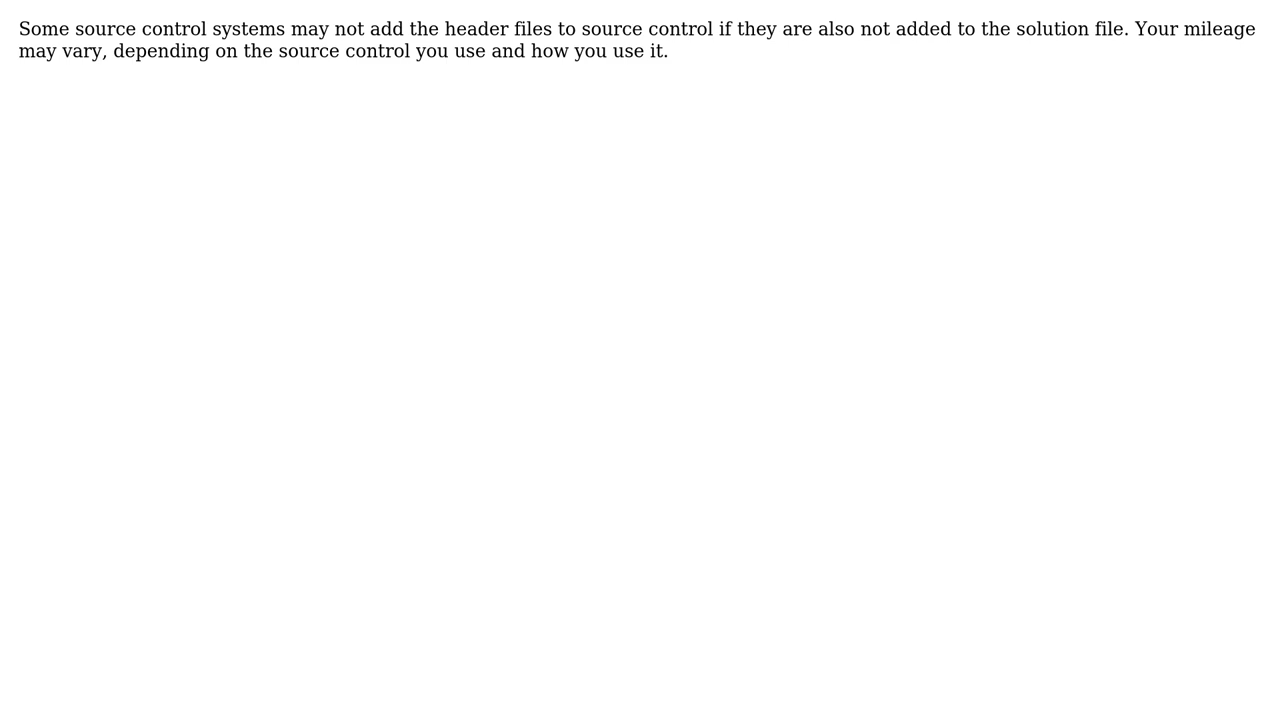 Some source control systems may not add the header files to source control if they are also not added to the solution file. Your mileage
may vary, depending on the source control you use and how you use it.